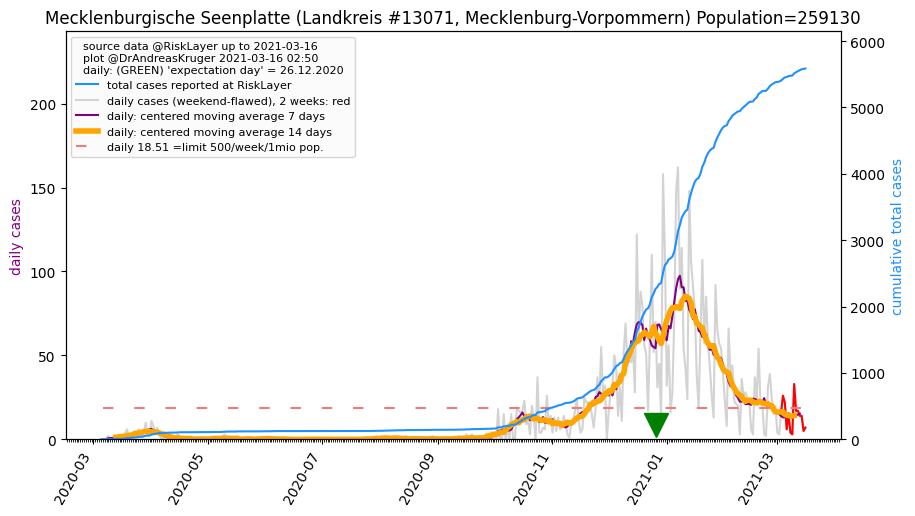 Mecklenburgische Seenplatte (Landkreis #13071, Mecklenburg-Vorpommern) Population=259130
source data @RiskLayer up to 2021-03-16
plot @DrAndreasKruger 2021-03-16 02:50
daily: (GREEN) 'expectation day' = 26.12.2020
total cases reported at RiskLayer
daily cases (weekend-flawed), 2 weeks: red
daily: centered moving average 7 days
daily: centered moving average 14 days
daily 18.51 =limit 500/week/1mio pop.
daily cases
200
150
100
50
0
6000
5000
4000
3000
2000
1000
0
cumulative total cases
2020-03
2020-05
2020-07
2020-09
2020-11
2021-01
2021-03